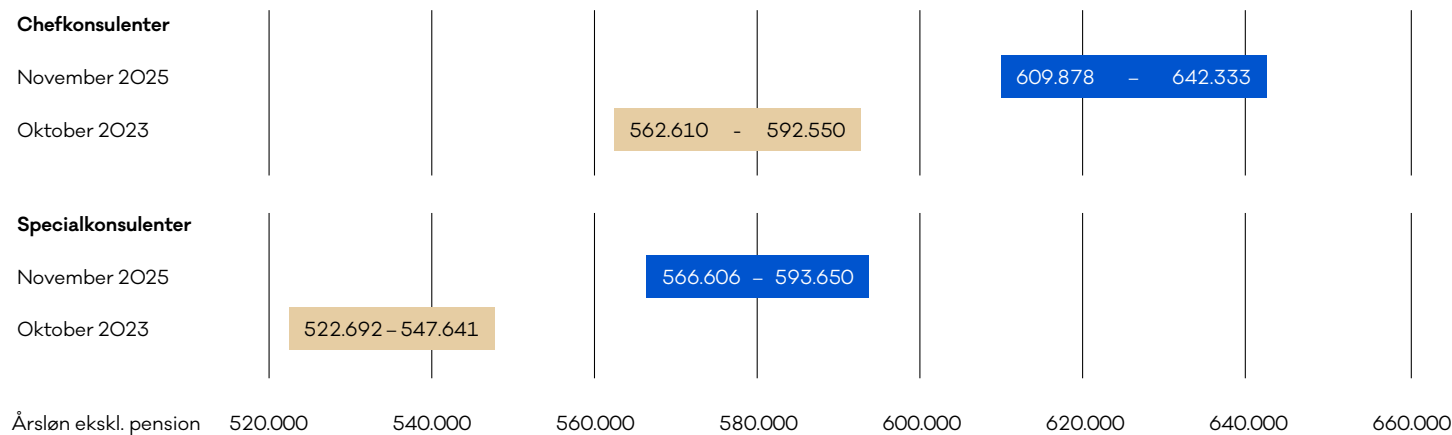 Chefkonsulenter
November 2025 609.878 – 642.333
Oktober 2023 562.610 - 592.550
Specialkonsulenter
November 2025 566.606 – 593.650
Oktober 2023 522.692 – 547.641
Årsløn ekskl. pension 520.000 540.000 560.000 580.000 600.000 620.000 640.000 660.000